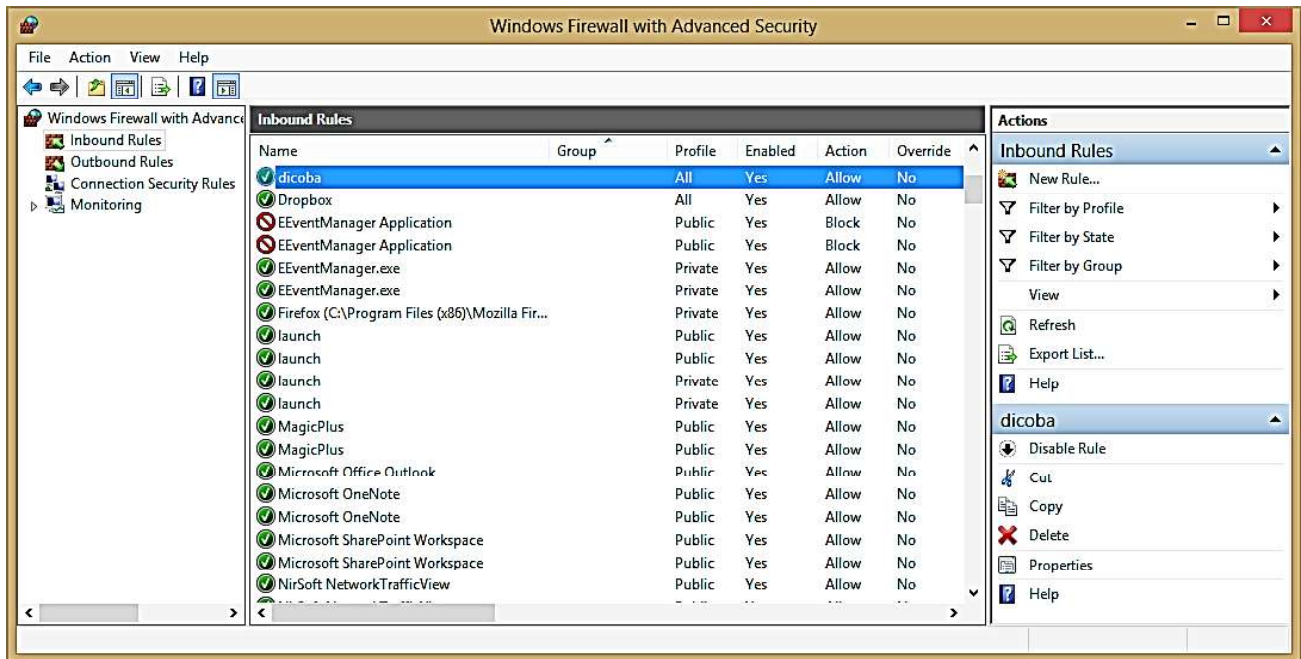 Windows Firewall with Advanced Security
File Action View Help
Windows Firewall with Advance
Inbound Rules
Outbound Rules
Connection Security Rules
Monitoring
Inbound Rules
Name Group Profile Enabled Action Override
dicoba All Yes Allow No
Dropbox All Yes Allow No
EEventManager Application Public Yes Block No
EEventManager Application Public Yes Block No
EEventManager.exe Private Yes Allow No
EEventManager.exe Private Yes Allow No
Firefox (C:\Program Files (x86)\Mozilla Fir... Private Yes Allow No
launch Public Yes Allow No
launch Public Yes Allow No
launch Private Yes Allow No
launch Private Yes Allow No
MagicPlus Public Yes Allow No
MagicPlus Public Yes Allow No
Microsoft Office Outlook Public Yes Allow No
Microsoft OneNote Public Yes Allow No
Microsoft OneNote Public Yes Allow No
Microsoft SharePoint Workspace Public Yes Allow No
Microsoft SharePoint Workspace Public Yes Allow No
NirSoft NetworkTrafficView Public Yes Allow No
Actions
Inbound Rules
New Rule...
Filter by Profile
Filter by State
Filter by Group
View
Refresh
Export List...
Help
dicoba
Disable Rule
Cut
Copy
Delete
Properties
Help